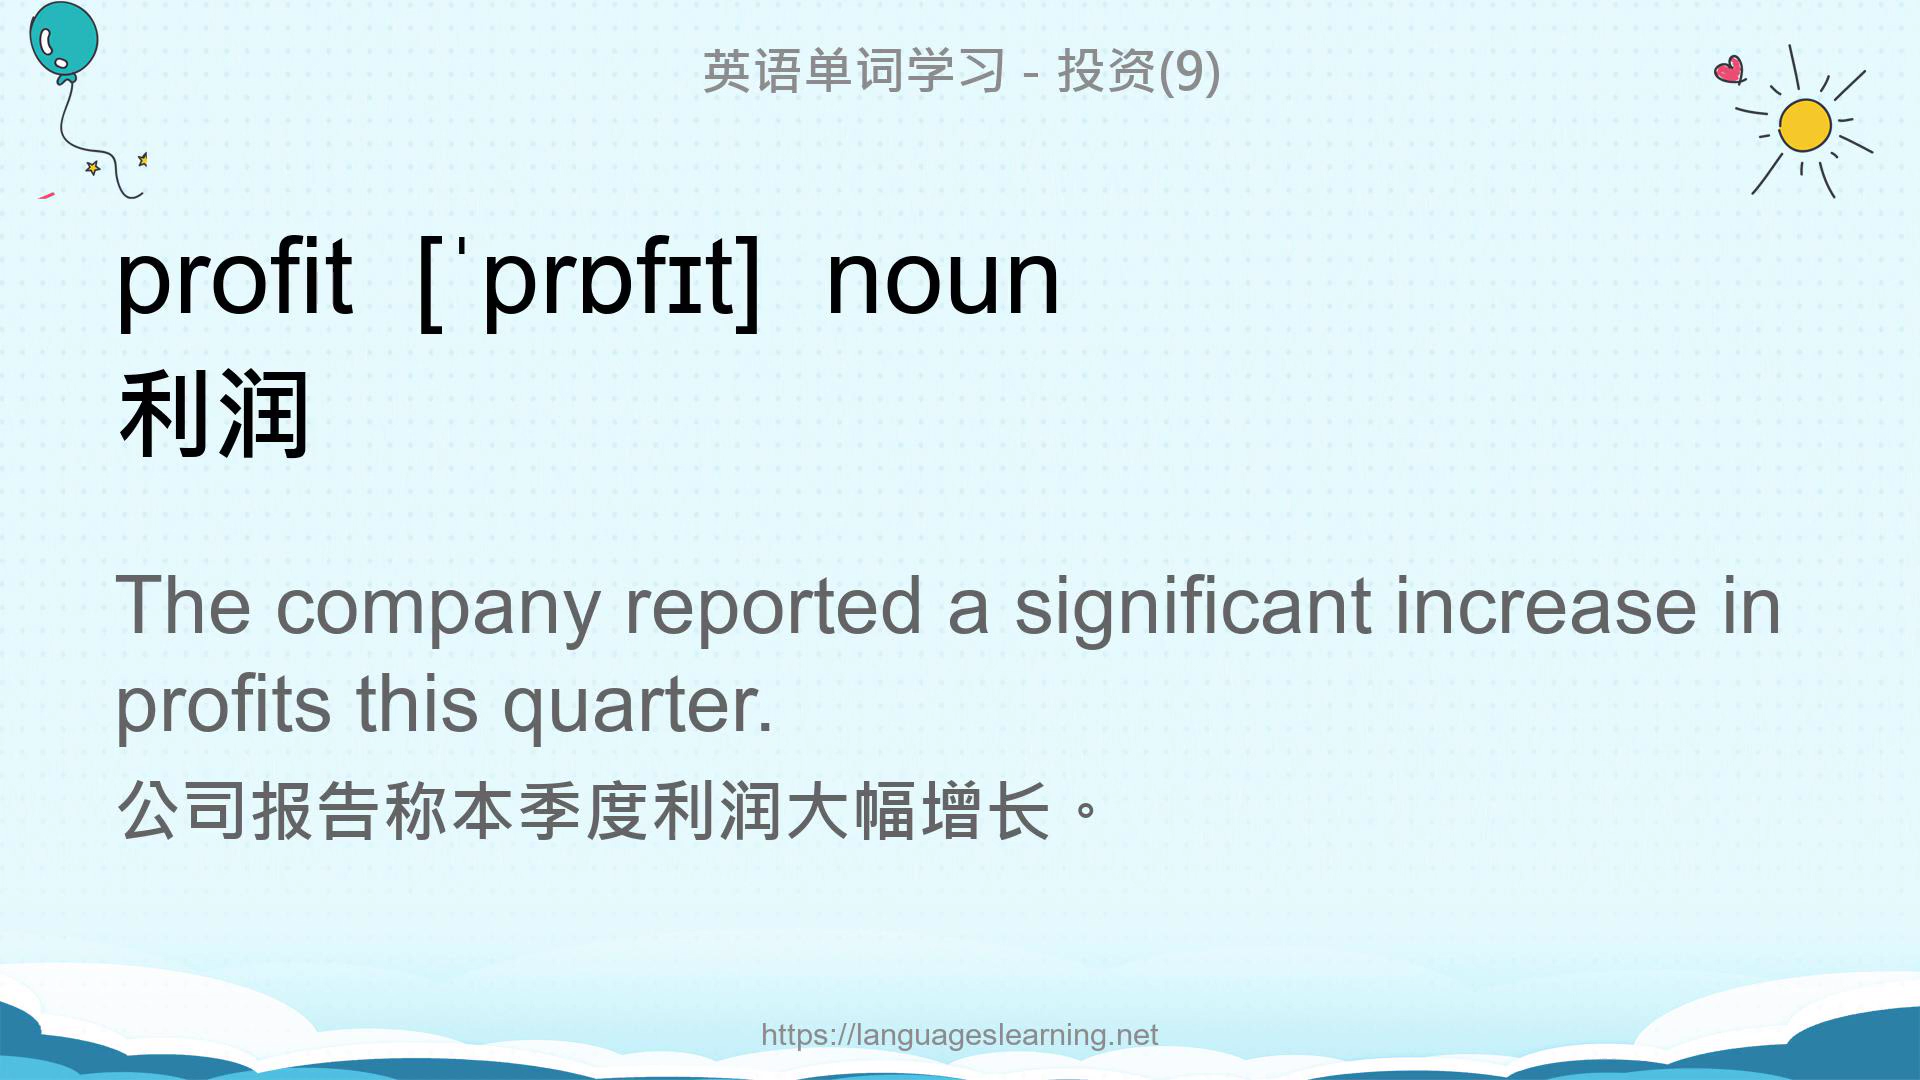 英语单词学习 - 投资(9)
profit [ˈprɒfɪt] noun
利润
The company reported a significant increase in
profits this quarter.
公司报告称本季度利润大幅增长。
https://languageslearning.net